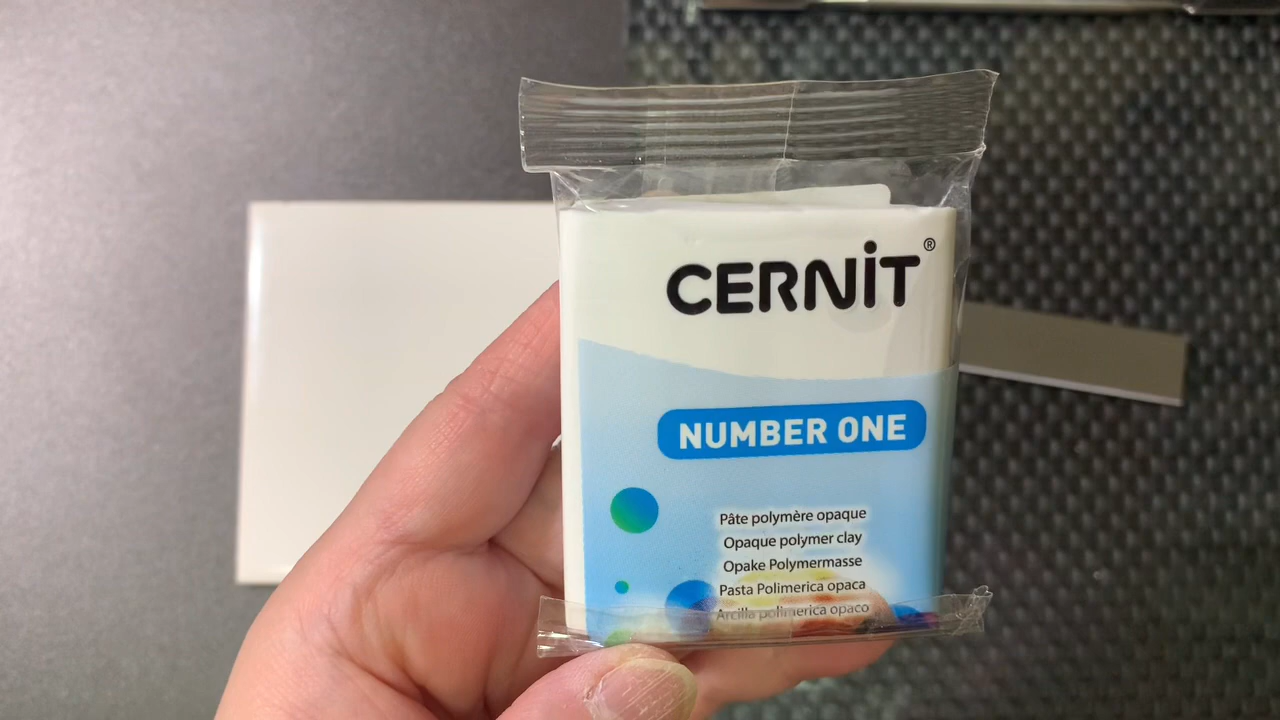 CERNiT®
NUMBER ONE
Pâte polymère opaque
Opaque polymer clay
Opake Polymermasse
Pasta Polimerica opaca
Arcilla polimerica opaco